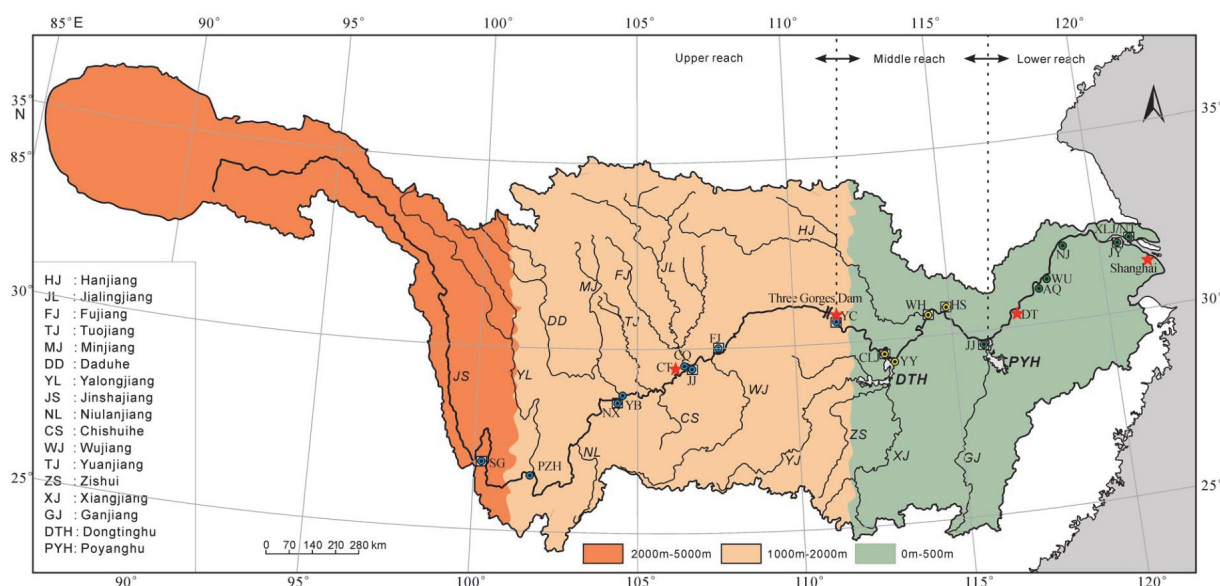 85°E
90°
95°
100°
105°
110°
115°
120°
Upper reach
Middle reach
Lower reach
35°
N
85°
30°
25°
35°
30°
25°
HJ
JL
FJ
MJ
TJ
DD
YL
JS
NL
CS
WJ
YJ
ZS
XJ
GJ
DTH
PYH
Three Gorges Dam
YC
SG
PZH
NX
YB
CQ
JJ
CLJ
YY
WH
HS
JJ
DT
AQ
WU
NJ
XLJ/NT
JY
Shanghai
HJ : Hanjiang
JL : Jialingjiang
FJ : Fujiang
TJ : Tuojiang
MJ : Minjiang
DD : Daduhe
YL : Yalongjiang
JS : Jinshajiang
NL : Niulanjiang
CS : Chishuihe
WJ : Wujiang
TJ : Yuanjiang
ZS : Zishui
XJ : Xiangjiang
GJ : Ganjiang
DTH : Dongtinghu
PYH: Poyanghu
0 70 140 210 280 km
2000m-5000m
1000m-2000m
0m-500m
90°
95°
100°
105°
110°
115°
120°